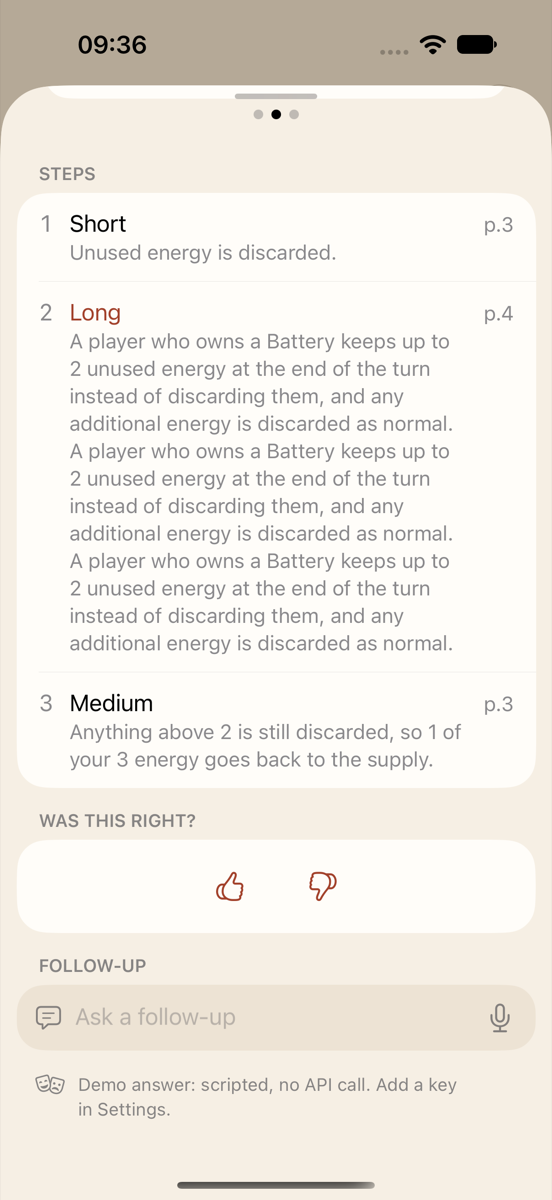 09:36
STEPS
1 Short p.3
Unused energy is discarded.
2 Long p.4
A player who owns a Battery keeps up to
2 unused energy at the end of the turn
instead of discarding them, and any
additional energy is discarded as normal.
A player who owns a Battery keeps up to
2 unused energy at the end of the turn
instead of discarding them, and any
additional energy is discarded as normal.
A player who owns a Battery keeps up to
2 unused energy at the end of the turn
instead of discarding them, and any
additional energy is discarded as normal.
3 Medium p.3
Anything above 2 is still discarded, so 1 of
your 3 energy goes back to the supply.
WAS THIS RIGHT?
FOLLOW-UP
Ask a follow-up
Demo answer: scripted, no API call. Add a key
in Settings.